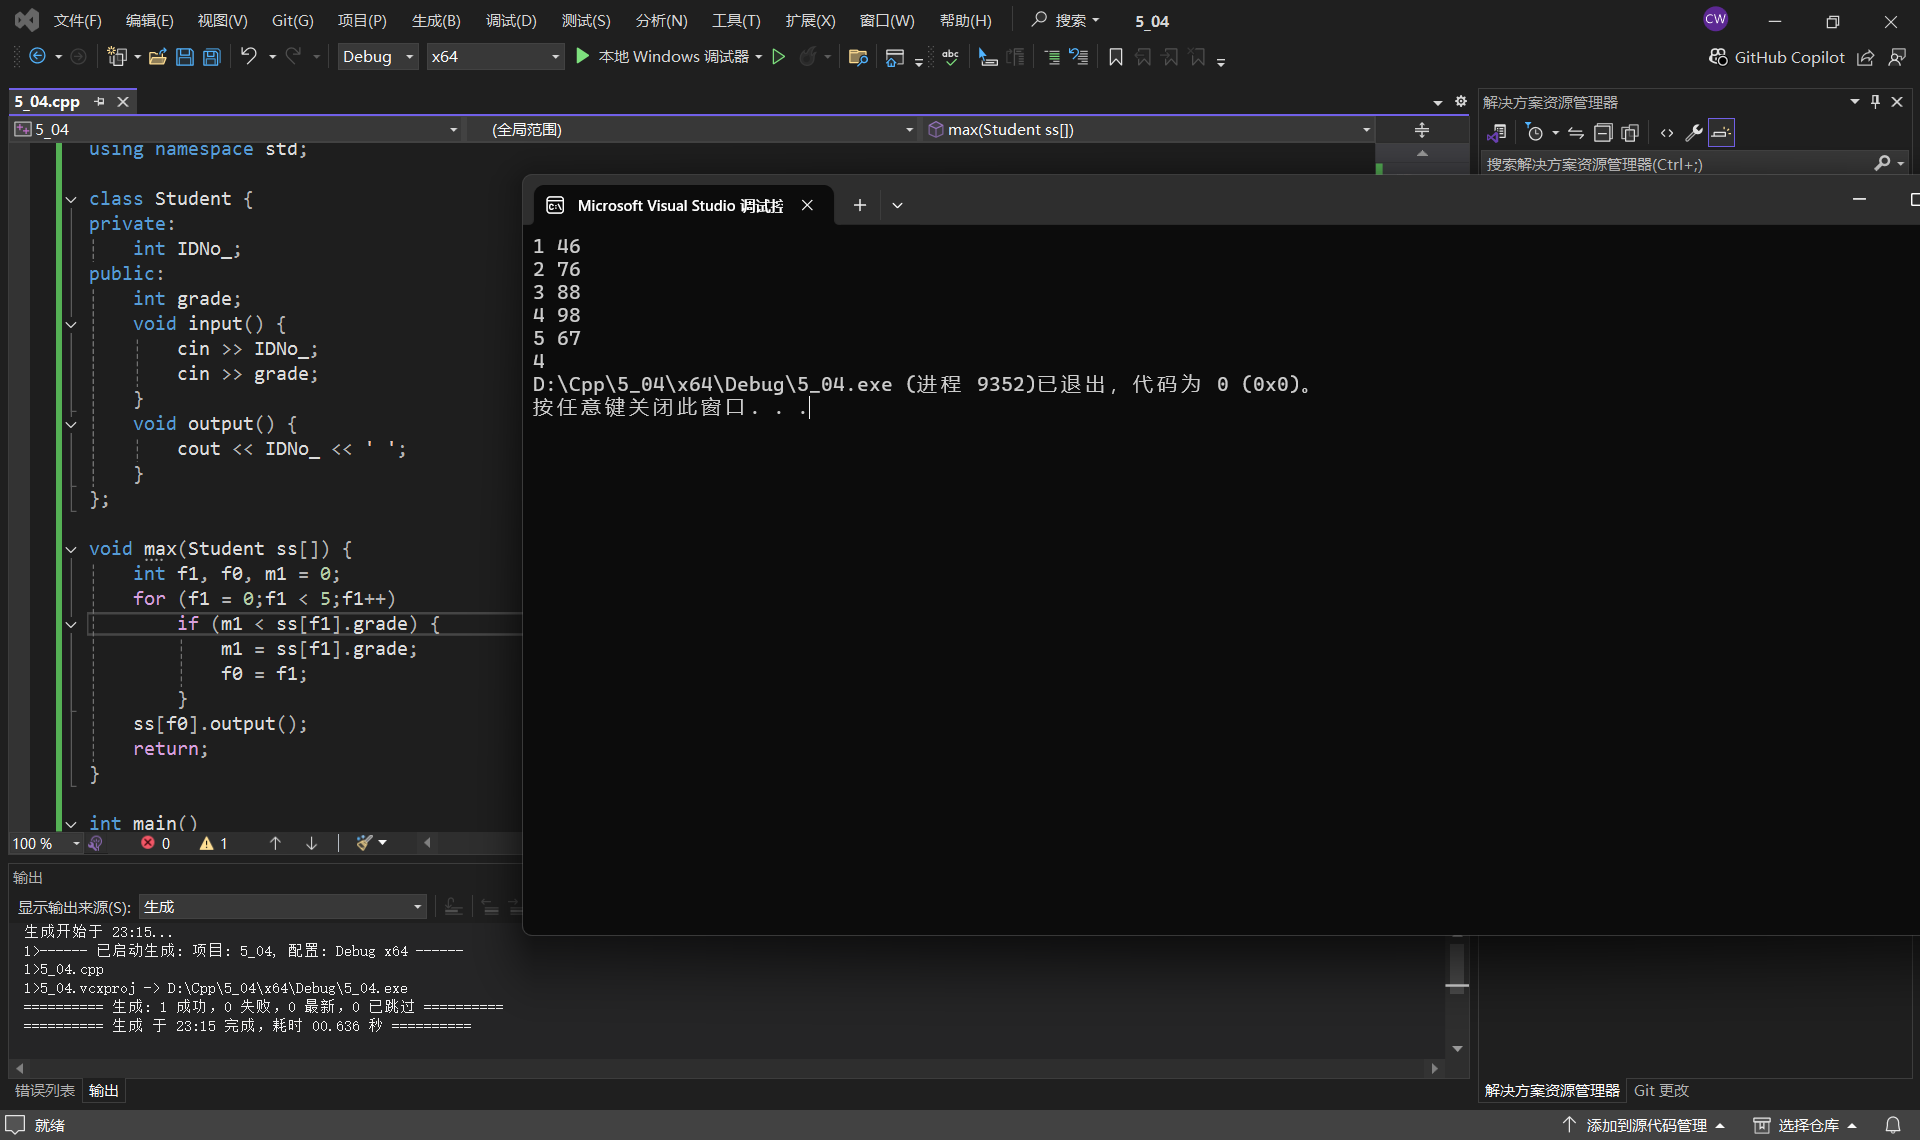 文件(F) 编辑(E) 视图(V) Git(G) 项目(P) 生成(B) 调试(D) 测试(S) 分析(N) 工具(T) 扩展(X) 窗口(W) 帮助(H) 搜索 5_04 CW
Debug x64 本地 Windows 调试器 abc GitHub Copilot
5_04.cpp
5_04 (全局范围) max(Student ss[])
using namespace std;
class Student {
private:
int IDNo_;
public:
int grade;
void input() {
cin >> IDNo_;
cin >> grade;
}
void output() {
cout << IDNo_ << ' ';
}
};
void max(Student ss[]) {
int f1, f0, m1 = 0;
for (f1 = 0;f1 < 5;f1++)
if (m1 < ss[f1].grade) {
m1 = ss[f1].grade;
f0 = f1;
}
ss[f0].output();
return;
}
int main()
100 % 0 1
Microsoft Visual Studio 调试控
1 46
2 76
3 88
4 98
5 67
4
D:\Cpp\5_04\x64\Debug\5_04.exe (进程 9352)已退出，代码为 0 (0x0)。
按任意键关闭此窗口. . .
解决方案资源管理器
搜索解决方案资源管理器(Ctrl+;)
输出
显示输出来源(S): 生成
生成开始于 23:15...
1>------ 已启动生成: 项目: 5_04, 配置: Debug x64 ------
1>5_04.cpp
1>5_04.vcxproj -> D:\Cpp\5_04\x64\Debug\5_04.exe
========== 生成: 1 成功，0 失败，0 最新，0 已跳过 ==========
========== 生成 于 23:15 完成，耗时 00.636 秒 ==========
错误列表 输出
解决方案资源管理器 Git 更改
就绪 添加到源代码管理 选择仓库